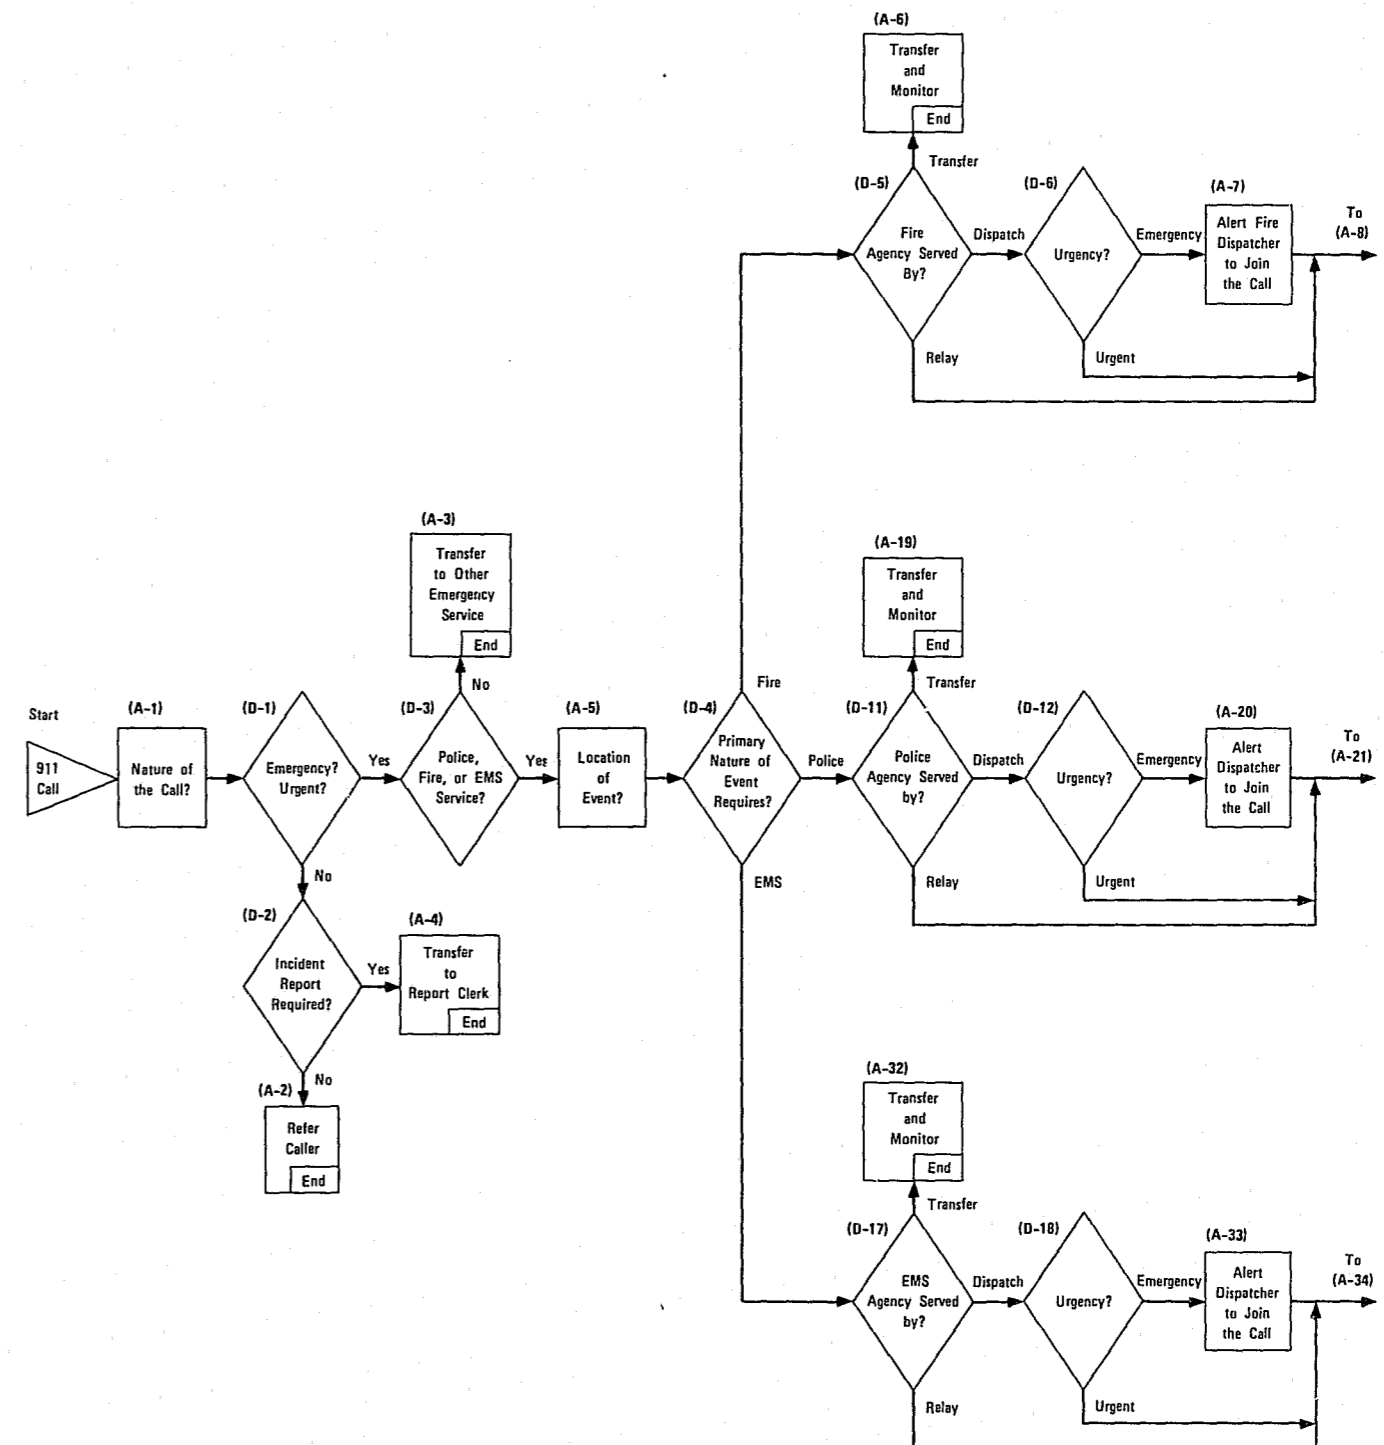 (A-6)
Transfer
and
Monitor
End
Transfer
(D-5)
Fire
Agency Served
By?
Dispatch
Relay
(D-6)
Urgency?
Emergency
Urgent
(A-7)
Alert Fire
Dispatcher
to Join
the Call
To
(A-8)
(A-3)
Transfer
to Other
Emergency
Service
End
No
Start
911
Call
(A-1)
Nature of
the Call?
(D-1)
Emergency?
Urgent?
Yes
No
(D-3)
Police,
Fire, or EMS
Service?
Yes
(A-5)
Location
of
Event?
(D-4)
Primary
Nature of
Event
Requires?
Fire
Police
EMS
(A-19)
Transfer
and
Monitor
End
Transfer
(D-11)
Police
Agency Served
by?
Dispatch
Relay
(D-12)
Urgency?
Emergency
Urgent
(A-20)
Alert
Dispatcher
to Join
the Call
To
(A-21)
(D-2)
Incident
Report
Required?
Yes
No
(A-4)
Transfer
to
Report Clerk
End
(A-2)
Refer
Caller
End
(A-32)
Transfer
and
Monitor
End
Transfer
(D-17)
EMS
Agency Served
by?
Dispatch
Relay
(D-18)
Urgency?
Emergency
Urgent
(A-33)
Alert
Dispatcher
to Join
the Call
To
(A-34)